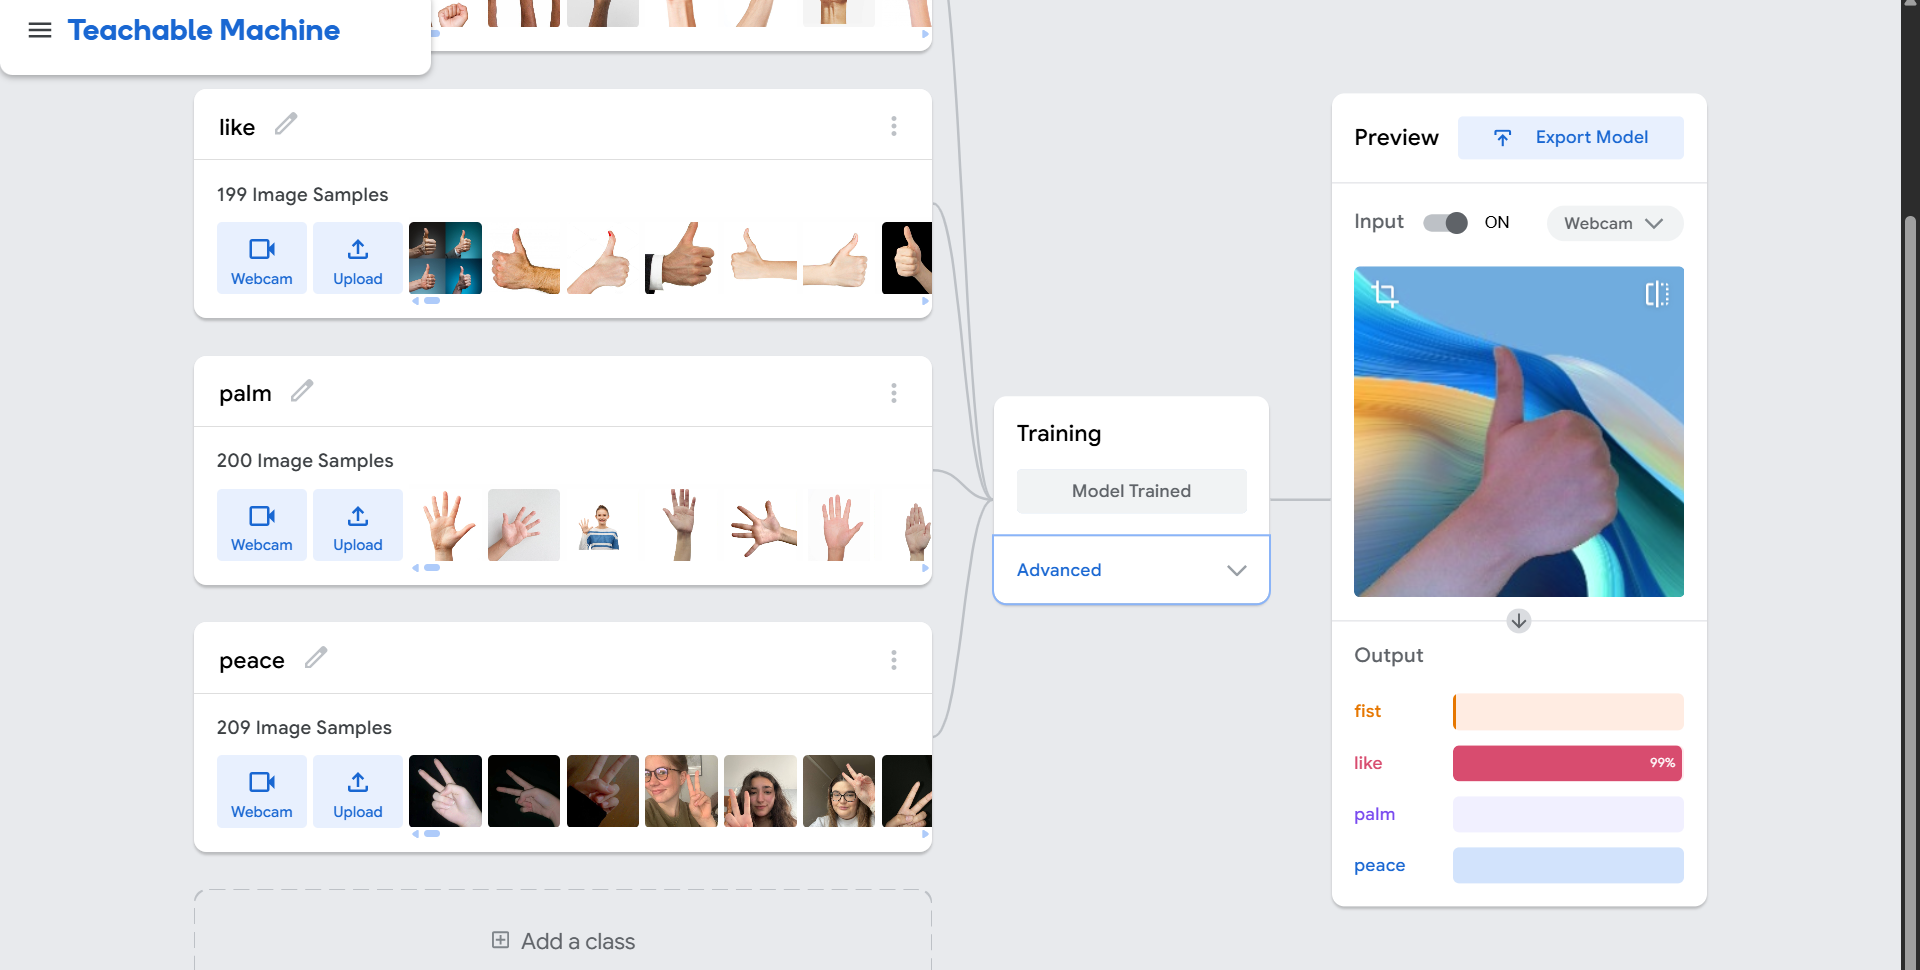 Teachable Machine
like
199 Image Samples
Webcam
Upload
palm
200 Image Samples
Webcam
Upload
peace
209 Image Samples
Webcam
Upload
Add a class
Training
Model Trained
Advanced
Preview
Export Model
Input
ON
Webcam
Output
fist
like
99%
palm
peace